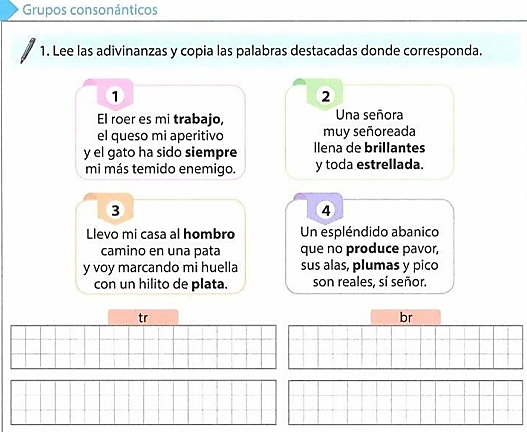 Grupos consonánticos
1. Lee las adivinanzas y copia las palabras destacadas donde corresponda.
1
El roer es mi trabajo,
el queso mi aperitivo
y el gato ha sido siempre
mi más temido enemigo.
2
Una señora
muy señoreada
llena de brillantes
y toda estrellada.
3
Llevo mi casa al hombro
camino en una pata
y voy marcando mi huella
con un hilito de plata.
4
Un espléndido abanico
que no produce pavor,
sus alas, plumas y pico
son reales, sí señor.
tr
br